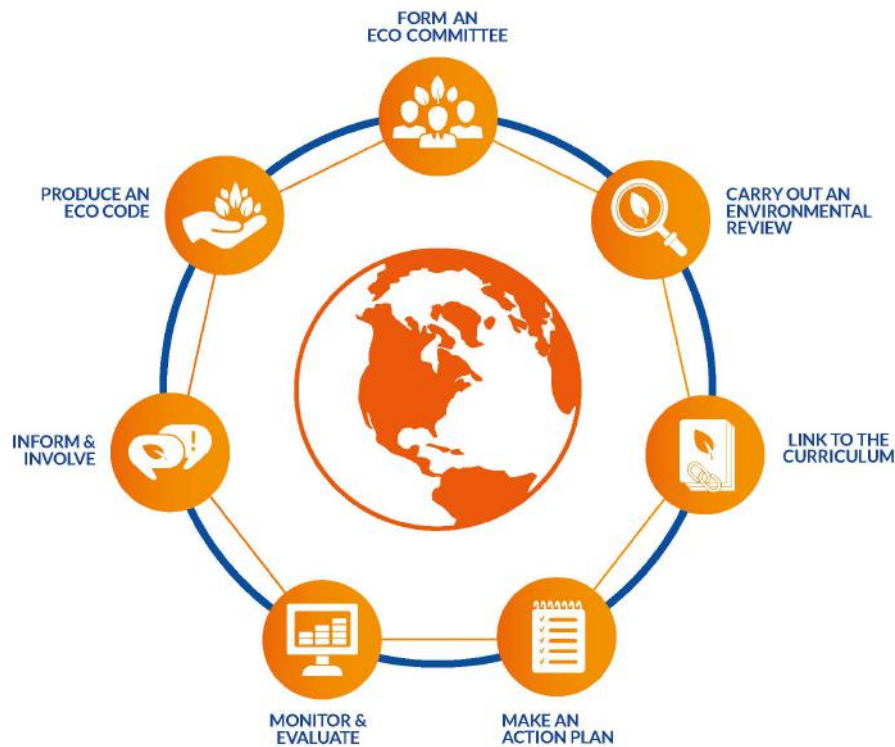 FORM AN
ECO COMMITTEE
CARRY OUT AN
ENVIRONMENTAL
REVIEW
LINK TO THE
CURRICULUM
MAKE AN
ACTION PLAN
MONITOR &
EVALUATE
INFORM &
INVOLVE
PRODUCE AN
ECO CODE